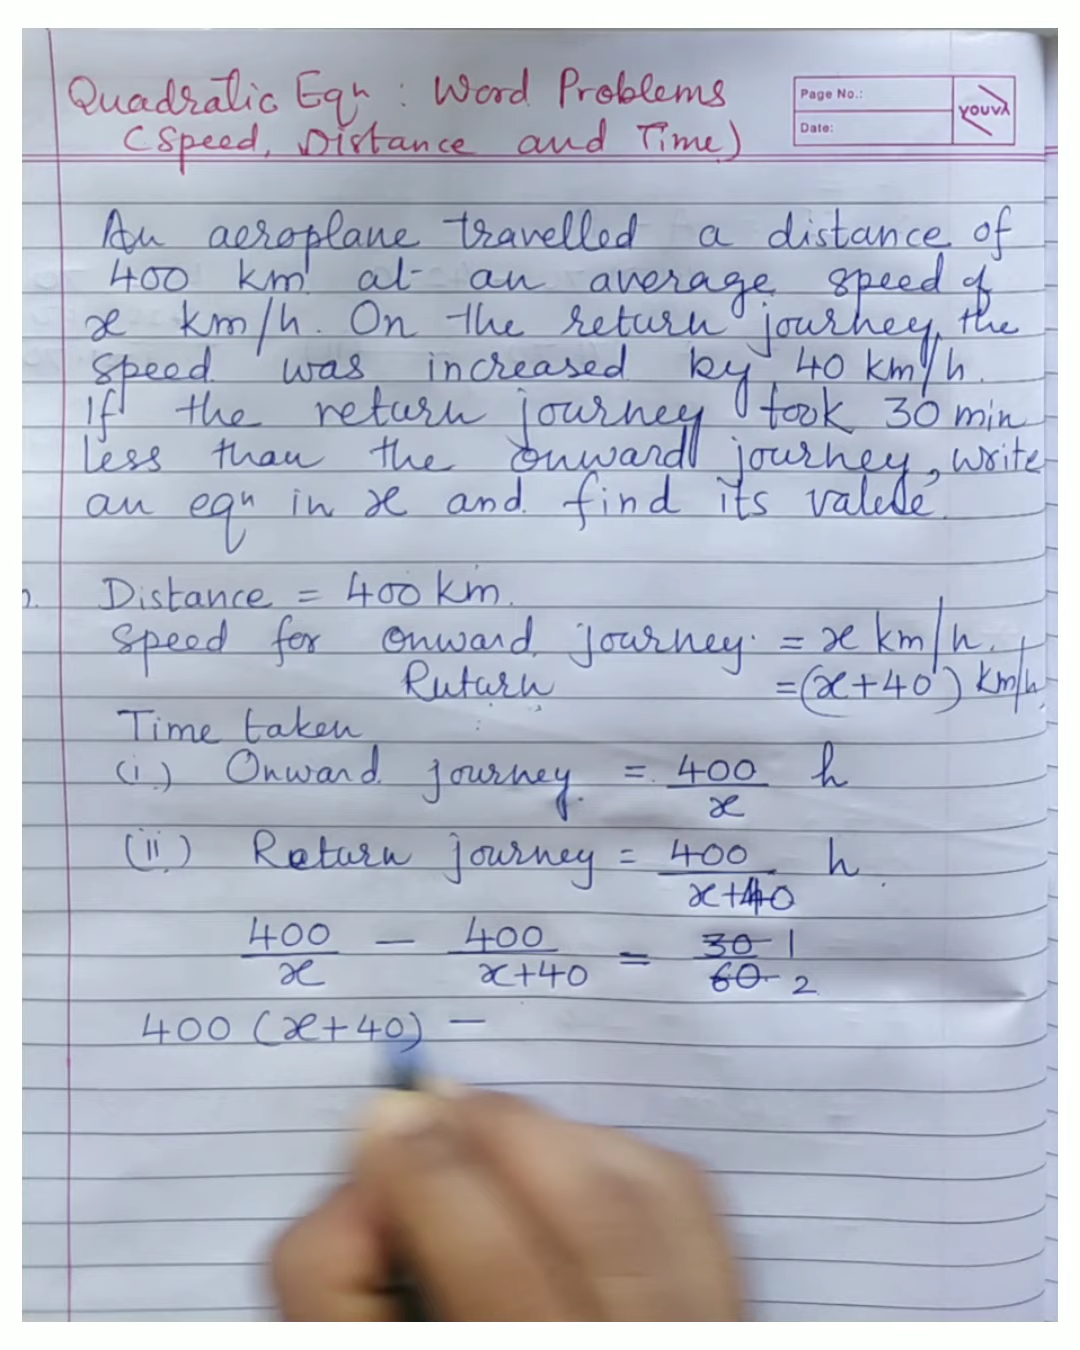 Quadratic Eqn : Word Problems
(Speed, Distance and Time)
Page No.:
Date:
YOUVA
An aeroplane travelled a distance of
400 km at an average speed of
x km/h. On the return journey, the
speed was increased by 40 km/h.
If the return journey took 30 min
less than the onward journey, write
an eqn in x and find its value.
Distance = 400 km.
Speed for onward journey = x km/h.
Return = (x+40) km/h
Time taken
(i) Onward journey = 400/x h
(ii) Return journey = 400/x+40 h.
400/x - 400/x+40 = 30/60 1/2
400 (x+40) -